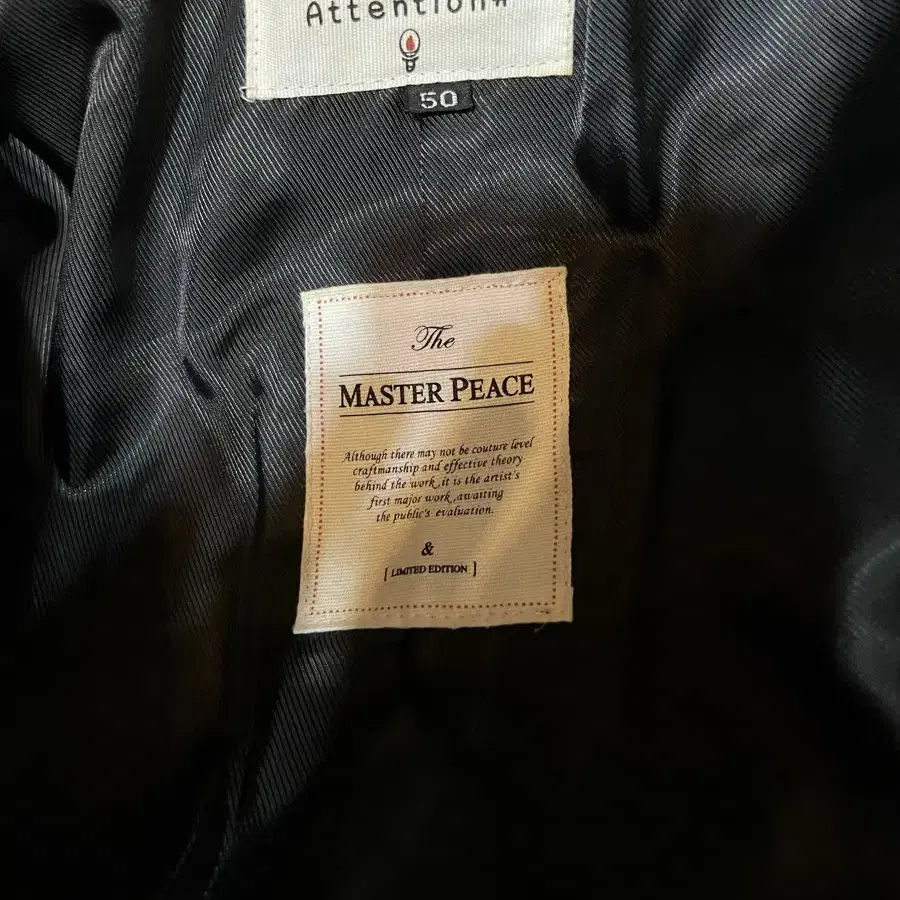 Attention
50
The
MASTER PEACE
Although there may not be couture level
craftmanship and effective theory
behind the work ,it is the artist's
first major work ,awaiting
the public's evaluation.
&
[ LIMITED EDITION ]